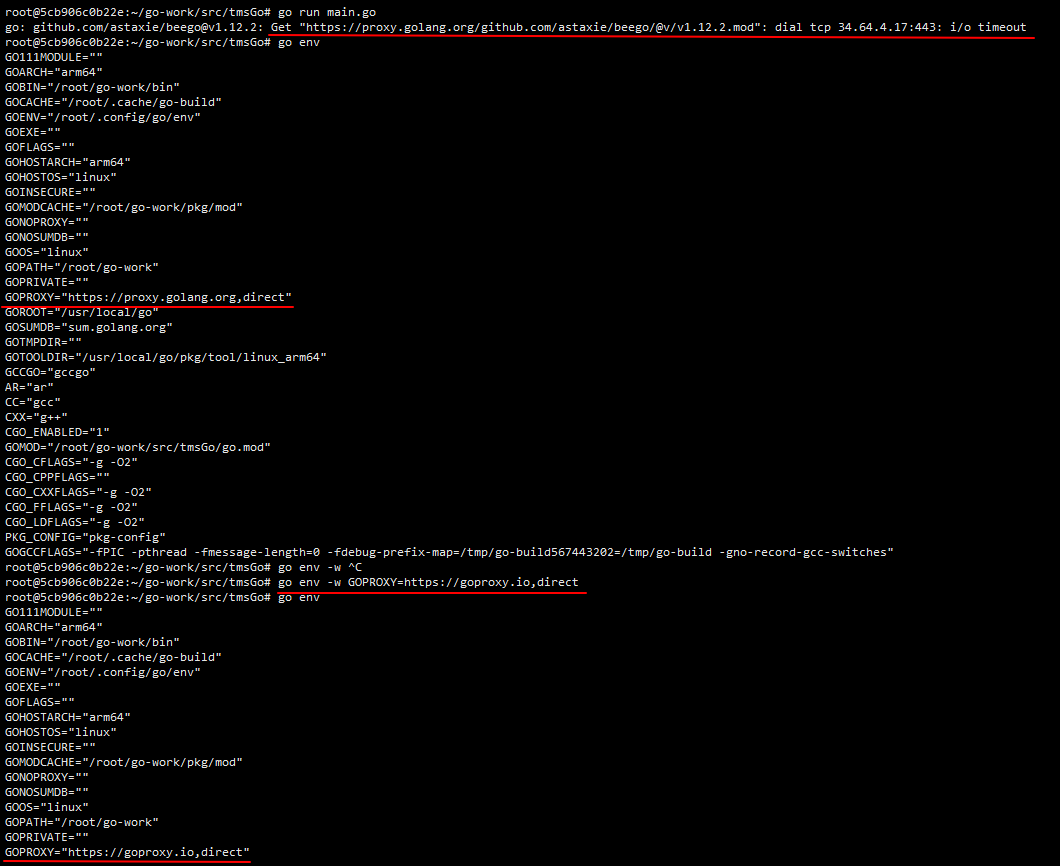 root@5cb906c0b22e:~/go-work/src/tmsGo# go run main.go
go: github.com/astaxie/beego@v1.12.2: Get "https://proxy.golang.org/github.com/astaxie/beego/@v/v1.12.2.mod": dial tcp 34.64.4.17:443: i/o timeout
root@5cb906c0b22e:~/go-work/src/tmsGo# go env
GO111MODULE=""
GOARCH="arm64"
GOBIN="/root/go-work/bin"
GOCACHE="/root/.cache/go-build"
GOENV="/root/.config/go/env"
GOEXE=""
GOFLAGS=""
GOHOSTARCH="arm64"
GOHOSTOS="linux"
GOINSECURE=""
GOMODCACHE="/root/go-work/pkg/mod"
GONOPROXY=""
GONOSUMDB=""
GOOS="linux"
GOPATH="/root/go-work"
GOPRIVATE=""
GOPROXY="https://proxy.golang.org,direct"
GOROOT="/usr/local/go"
GOSUMDB="sum.golang.org"
GOTMPDIR=""
GOTOOLDIR="/usr/local/go/pkg/tool/linux_arm64"
GCCGO="gccgo"
AR="ar"
CC="gcc"
CXX="g++"
CGO_ENABLED="1"
GOMOD="/root/go-work/src/tmsGo/go.mod"
CGO_CFLAGS="-g -O2"
CGO_CPPFLAGS=""
CGO_CXXFLAGS="-g -O2"
CGO_FFLAGS="-g -O2"
CGO_LDFLAGS="-g -O2"
PKG_CONFIG="pkg-config"
GOGCCFLAGS="-fPIC -pthread -fmessage-length=0 -fdebug-prefix-map=/tmp/go-build567443202=/tmp/go-build -gno-record-gcc-switches"
root@5cb906c0b22e:~/go-work/src/tmsGo# go env -w ^C
root@5cb906c0b22e:~/go-work/src/tmsGo# go env -w GOPROXY=https://goproxy.io,direct
root@5cb906c0b22e:~/go-work/src/tmsGo# go env
GO111MODULE=""
GOARCH="arm64"
GOBIN="/root/go-work/bin"
GOCACHE="/root/.cache/go-build"
GOENV="/root/.config/go/env"
GOEXE=""
GOFLAGS=""
GOHOSTARCH="arm64"
GOHOSTOS="linux"
GOINSECURE=""
GOMODCACHE="/root/go-work/pkg/mod"
GONOPROXY=""
GONOSUMDB=""
GOOS="linux"
GOPATH="/root/go-work"
GOPRIVATE=""
GOPROXY="https://goproxy.io,direct"